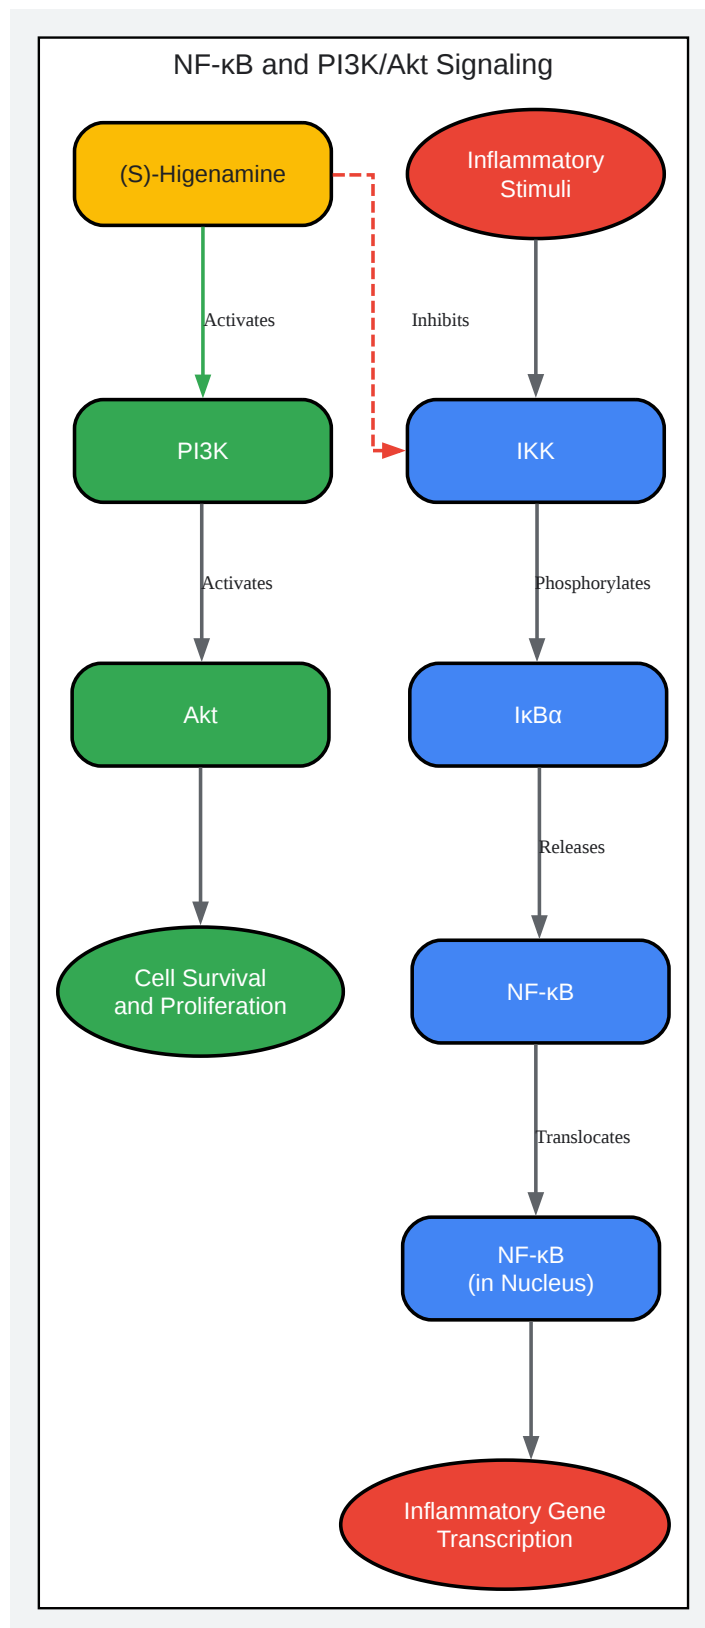 NF-κB and PI3K/Akt Signaling
(S)-Higenamine
Inflammatory
Stimuli
Activates
Inhibits
PI3K
IKK
Activates
Phosphorylates
Akt
IκBα
Releases
Cell Survival
and Proliferation
NF-κB
Translocates
NF-κB
(in Nucleus)
Inflammatory Gene
Transcription